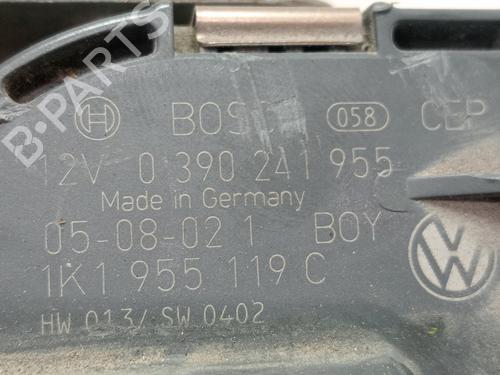 B-PARTS
BOSC 058 CEP
12V 0 390 241 955
Made in Germany
05-08-02 1 BOY
1K1 955 119 C
HW 013/ SW 0402